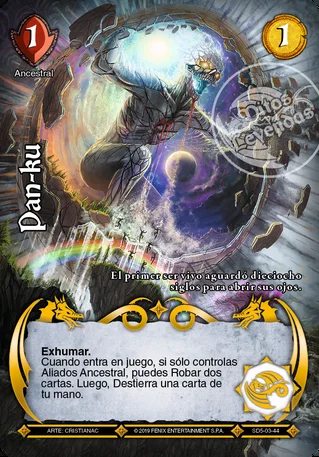 1
1
Ancestral
Mitos y Leyendas
Pan-ku
El primer ser vivo aguardó dieciocho
siglos para abrir sus ojos.
Exhumar.
Cuando entra en juego, si sólo controlas
Aliados Ancestral, puedes Robar dos
cartas. Luego, Destierra una carta de
tu mano.
ARTE: CRISTIANAC
© 2019 FENIX ENTERTAINMENT S.P.A.
SD5-03-44